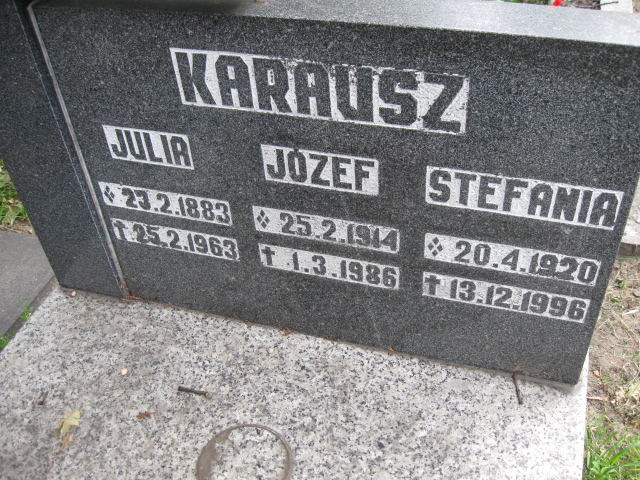 KARAUSZ
JULIA
23.2.1883
25.2.1963
JÓZEF
25.2.1914
1.3.1986
STEFANIA
20.4.1920
13.12.1996